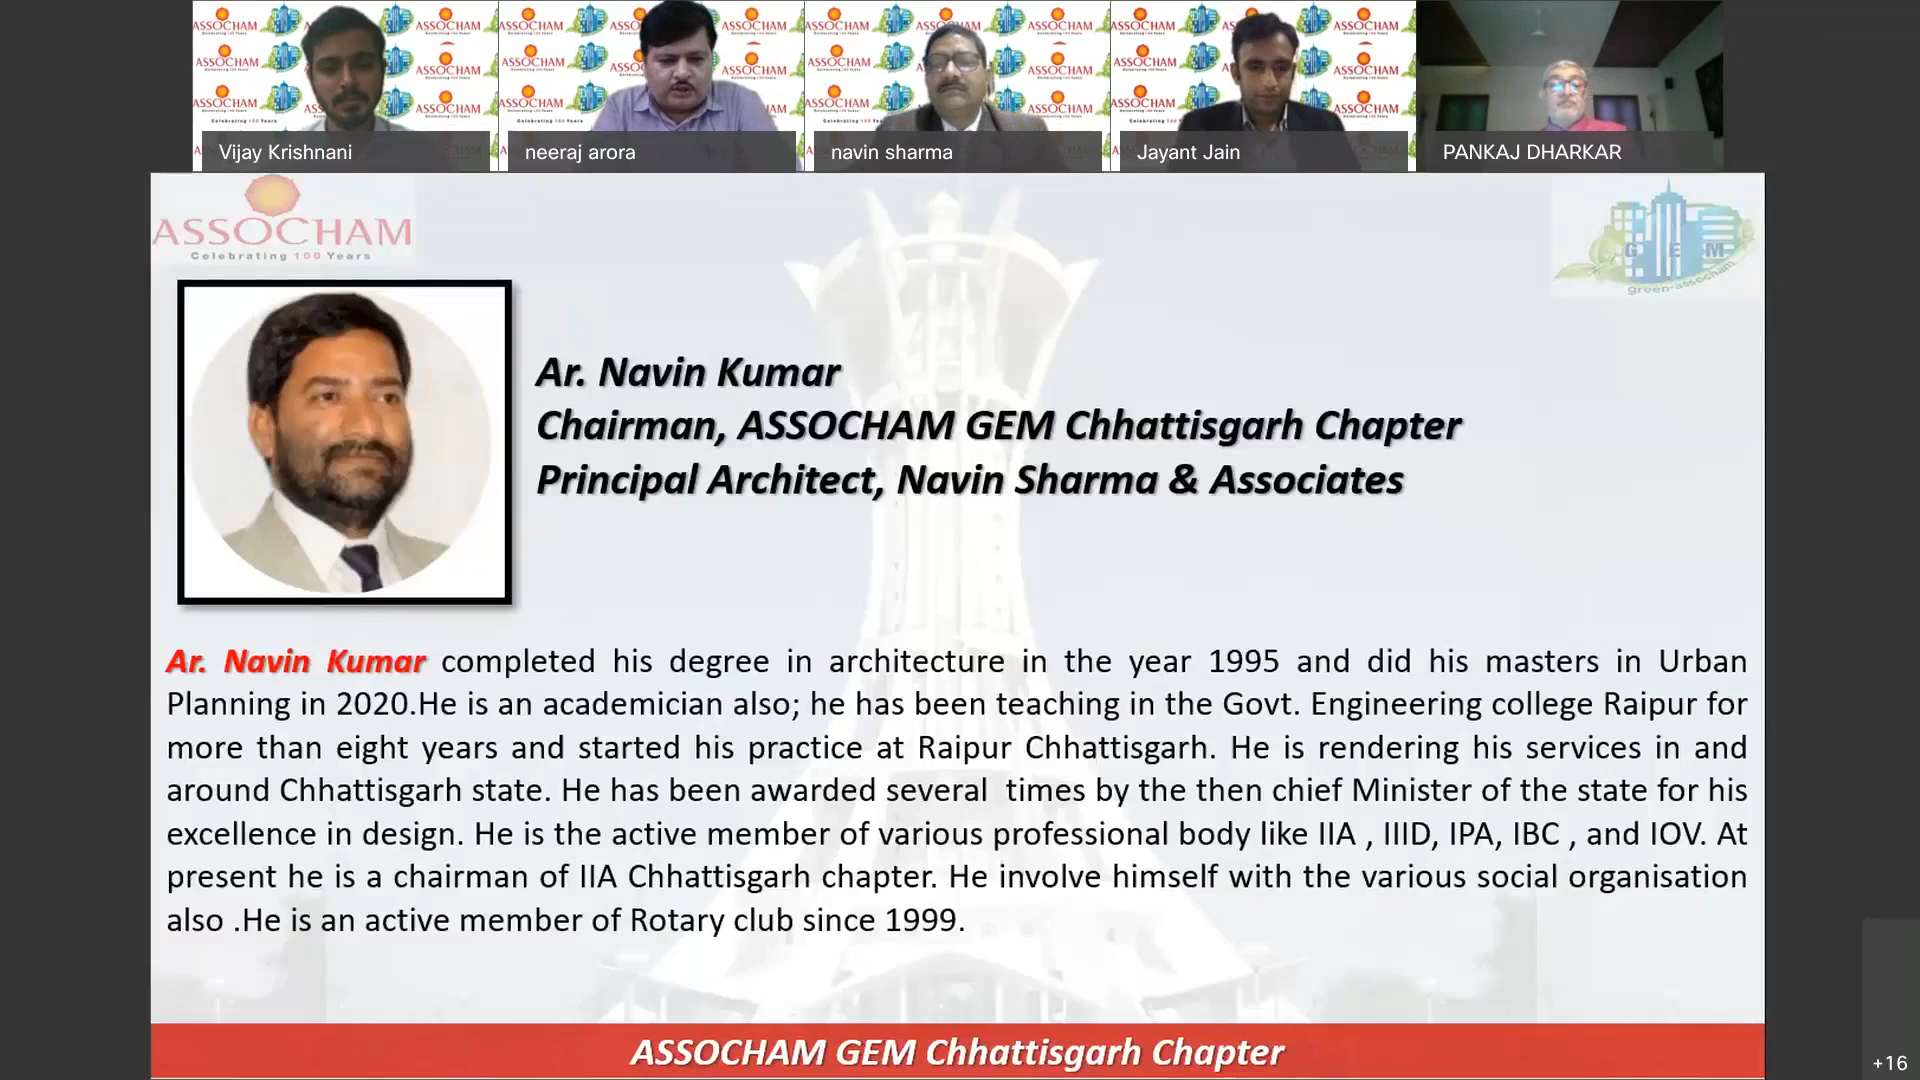 Vijay Krishnani
neeraj arora
navin sharma
Jayant Jain
PANKAJ DHARKAR
ASSOCHAM
Celebrating 100 Years
GEM
green-assocham
Ar. Navin Kumar
Chairman, ASSOCHAM GEM Chhattisgarh Chapter
Principal Architect, Navin Sharma & Associates
Ar. Navin Kumar completed his degree in architecture in the year 1995 and did his masters in Urban
Planning in 2020.He is an academician also; he has been teaching in the Govt. Engineering college Raipur for
more than eight years and started his practice at Raipur Chhattisgarh. He is rendering his services in and
around Chhattisgarh state. He has been awarded several  times by the then chief Minister of the state for his
excellence in design. He is the active member of various professional body like IIA , IIID, IPA, IBC , and IOV. At
present he is a chairman of IIA Chhattisgarh chapter. He involve himself with the various social organisation
also .He is an active member of Rotary club since 1999.
ASSOCHAM GEM Chhattisgarh Chapter
+16